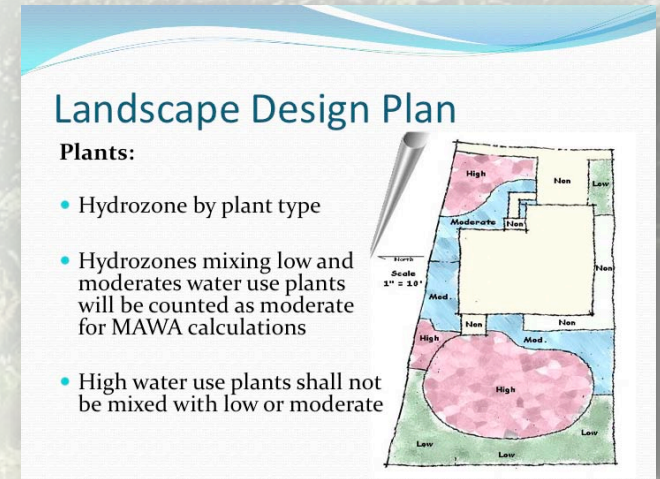 Landscape Design Plan
Plants:
• Hydrozone by plant type
• Hydrozones mixing low and
moderates water use plants
will be counted as moderate
for MAWA calculations
• High water use plants shall not
be mixed with low or moderate
High
Non
Low
Moderate
Non
North
Scale
1" = 10'
Non
Med.
Non
Non
High
Mod.
High
Low
Low
Low